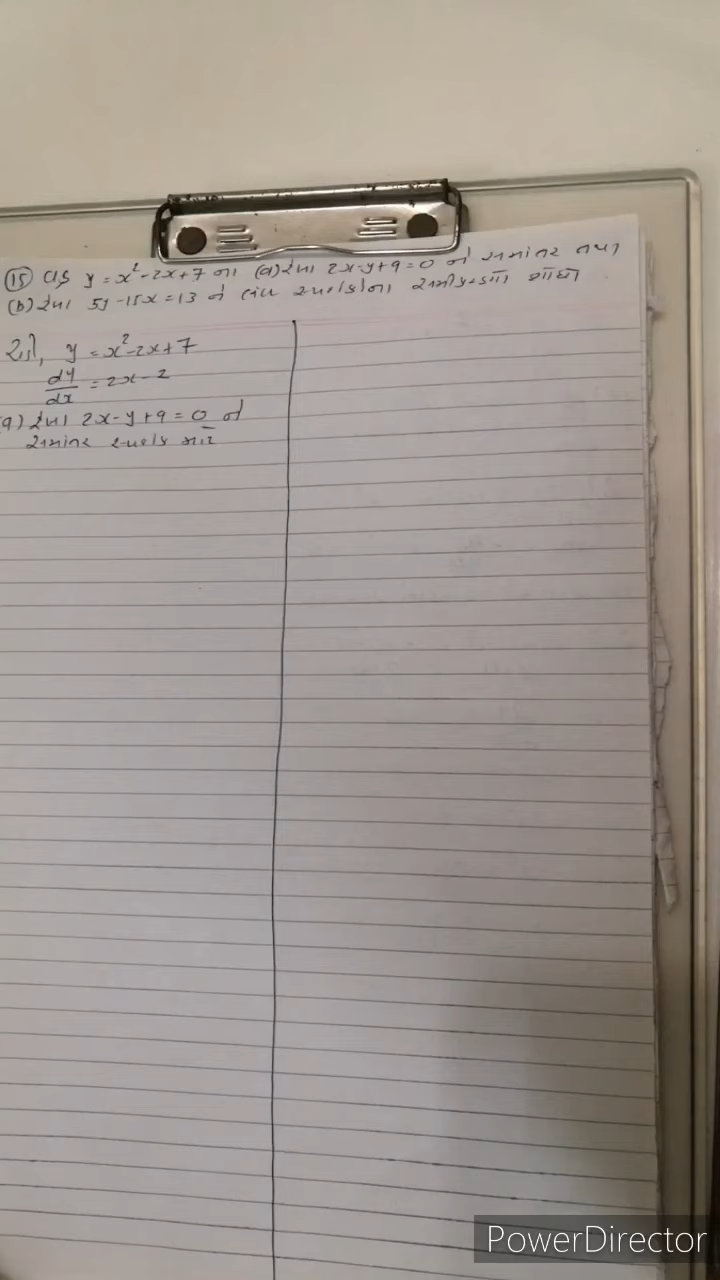 (15) વક્ર y = x²-2x+7 ના (a) રેખા 2x-y+9=0 ને સમાંતર તથા
(b) રેખા 5y-15x=13 ને લંબ સ્પર્શકોના સમીકરણો શોધો
રીત, y = x²-2x+7
dy/dx = 2x-2
(a) રેખા 2x-y+9=0 ને
સમાંતર સ્પર્શક માટે
PowerDirector